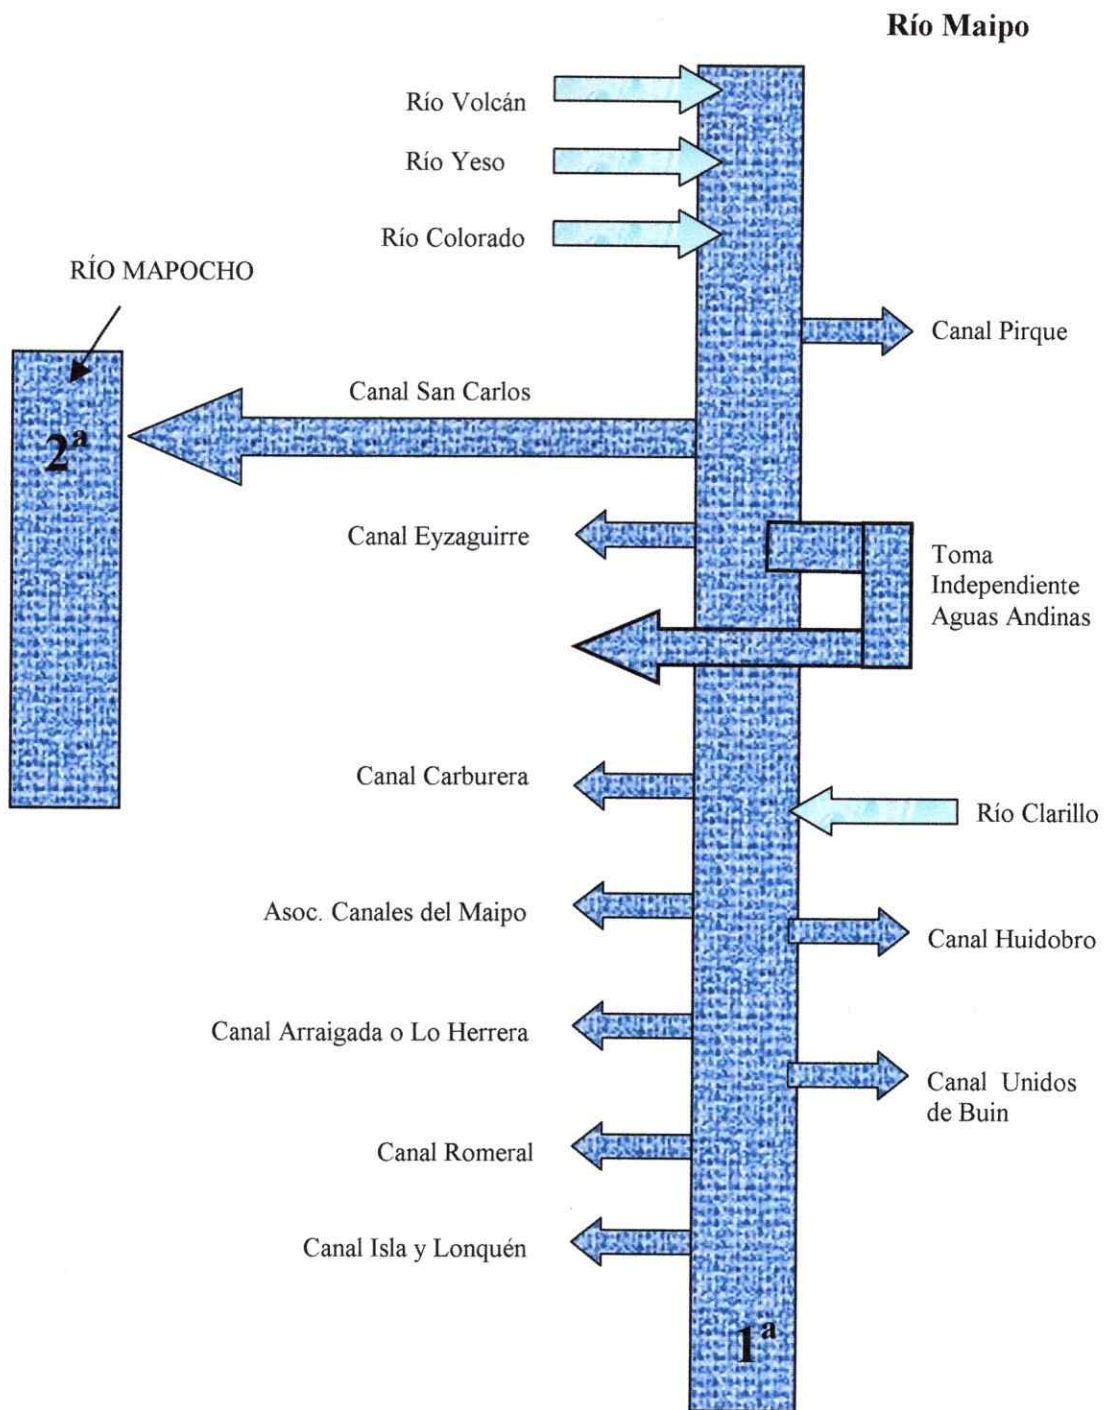 Río Maipo
Río Volcán
Río Yeso
Río Colorado
RÍO MAPOCHO
Canal Pirque
Canal San Carlos
2ª
Canal Eyzaguirre
Toma
Independiente
Aguas Andinas
Canal Carburera
Río Clarillo
Asoc. Canales del Maipo
Canal Huidobro
Canal Arraigada o Lo Herrera
Canal Unidos
de Buin
Canal Romeral
Canal Isla y Lonquén
1ª